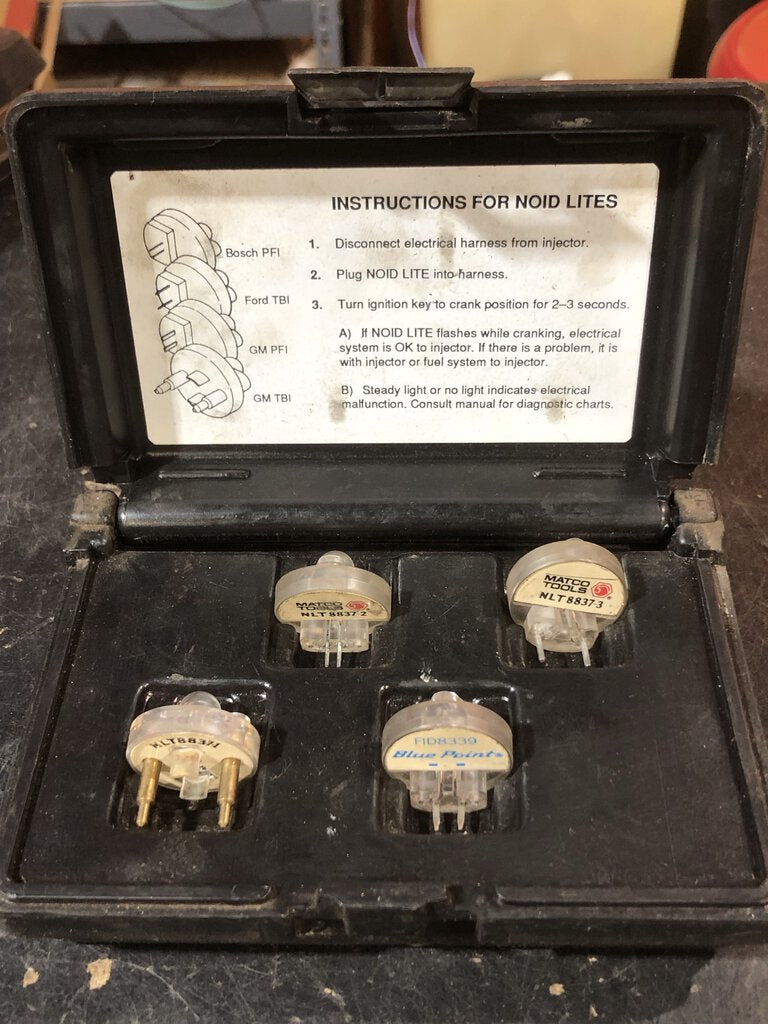 INSTRUCTIONS FOR NOID LITES
Bosch PFI
Ford TBI
GM PFI
GM TBI
1. Disconnect electrical harness from injector.
2. Plug NOID LITE into harness.
3. Turn ignition key to crank position for 2–3 seconds.
A) If NOID LITE flashes while cranking, electrical
system is OK to injector. If there is a problem, it is
with injector or fuel system to injector.
B) Steady light or no light indicates electrical
malfunction. Consult manual for diagnostic charts.
MATCO
TOOLS
NLT8837-2
MATCO
TOOLS ®
NLT8837-3
NLT8837-1
FID8339
Blue Point®